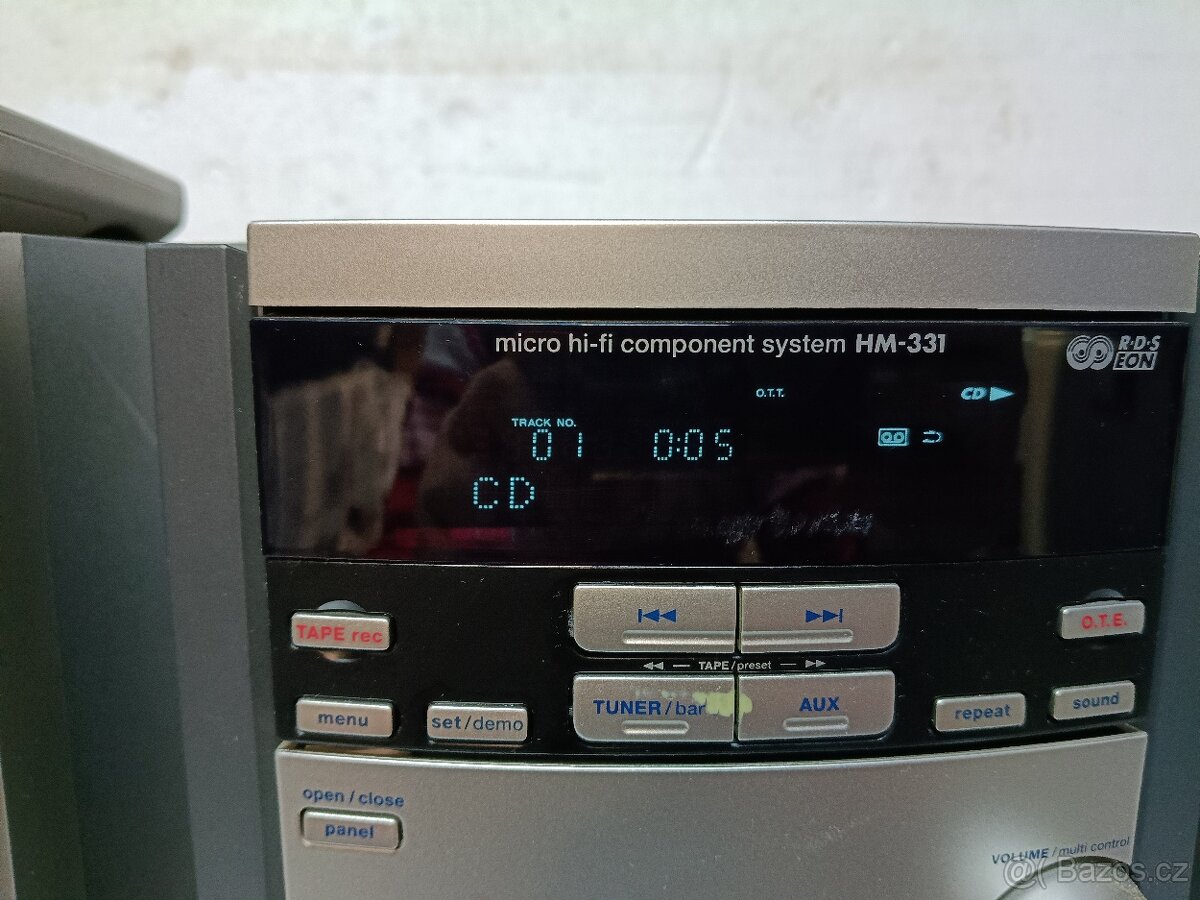 micro hi-fi component system HM-331
R·D·S
EON
O.T.T.
CD
TRACK NO.
01 0:05
CD
TAPE rec
O.T.E.
TAPE/preset
menu
set/demo
TUNER/ban
AUX
repeat
sound
open/close
panel
VOLUME/multi control
Bazos.cz